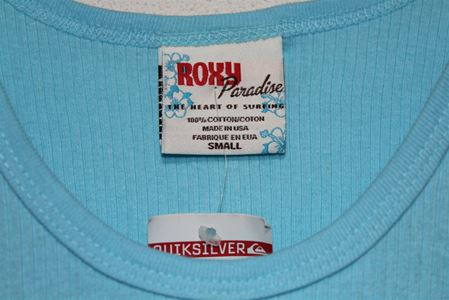 ROXY
Paradise
THE HEART OF SURFING
100% COTTON/COTON
MADE IN USA
FABRIQUE EN EUA
SMALL
QUIKSILVER